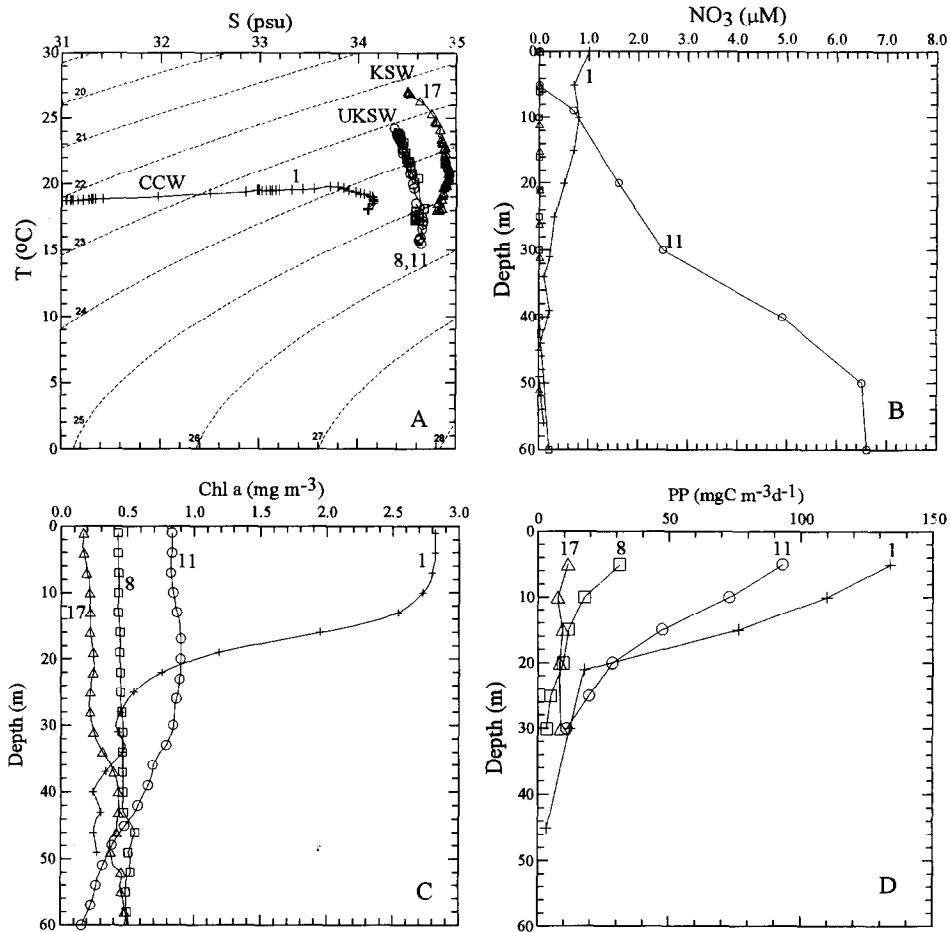 S (psu)
31 32 33 34 35
30
25
20
15
10
5
0
T (oC)
20
21
22
23
24
25
26
27
28
KSW
17
UKSW
CCW
1
8,11
A
NO3 (μM)
0.0 1.0 2.0 3.0 4.0 5.0 6.0 7.0 8.0
0
10
20
30
40
50
60
Depth (m)
1
11
B
Chl a (mg m-3)
0.0 0.5 1.0 1.5 2.0 2.5 3.0
0
10
20
30
40
50
60
Depth (m)
17
8
11
1
C
PP (mgC m-3d-1)
0 50 100 150
0
10
20
30
40
50
60
Depth (m)
17
8
11
1
D